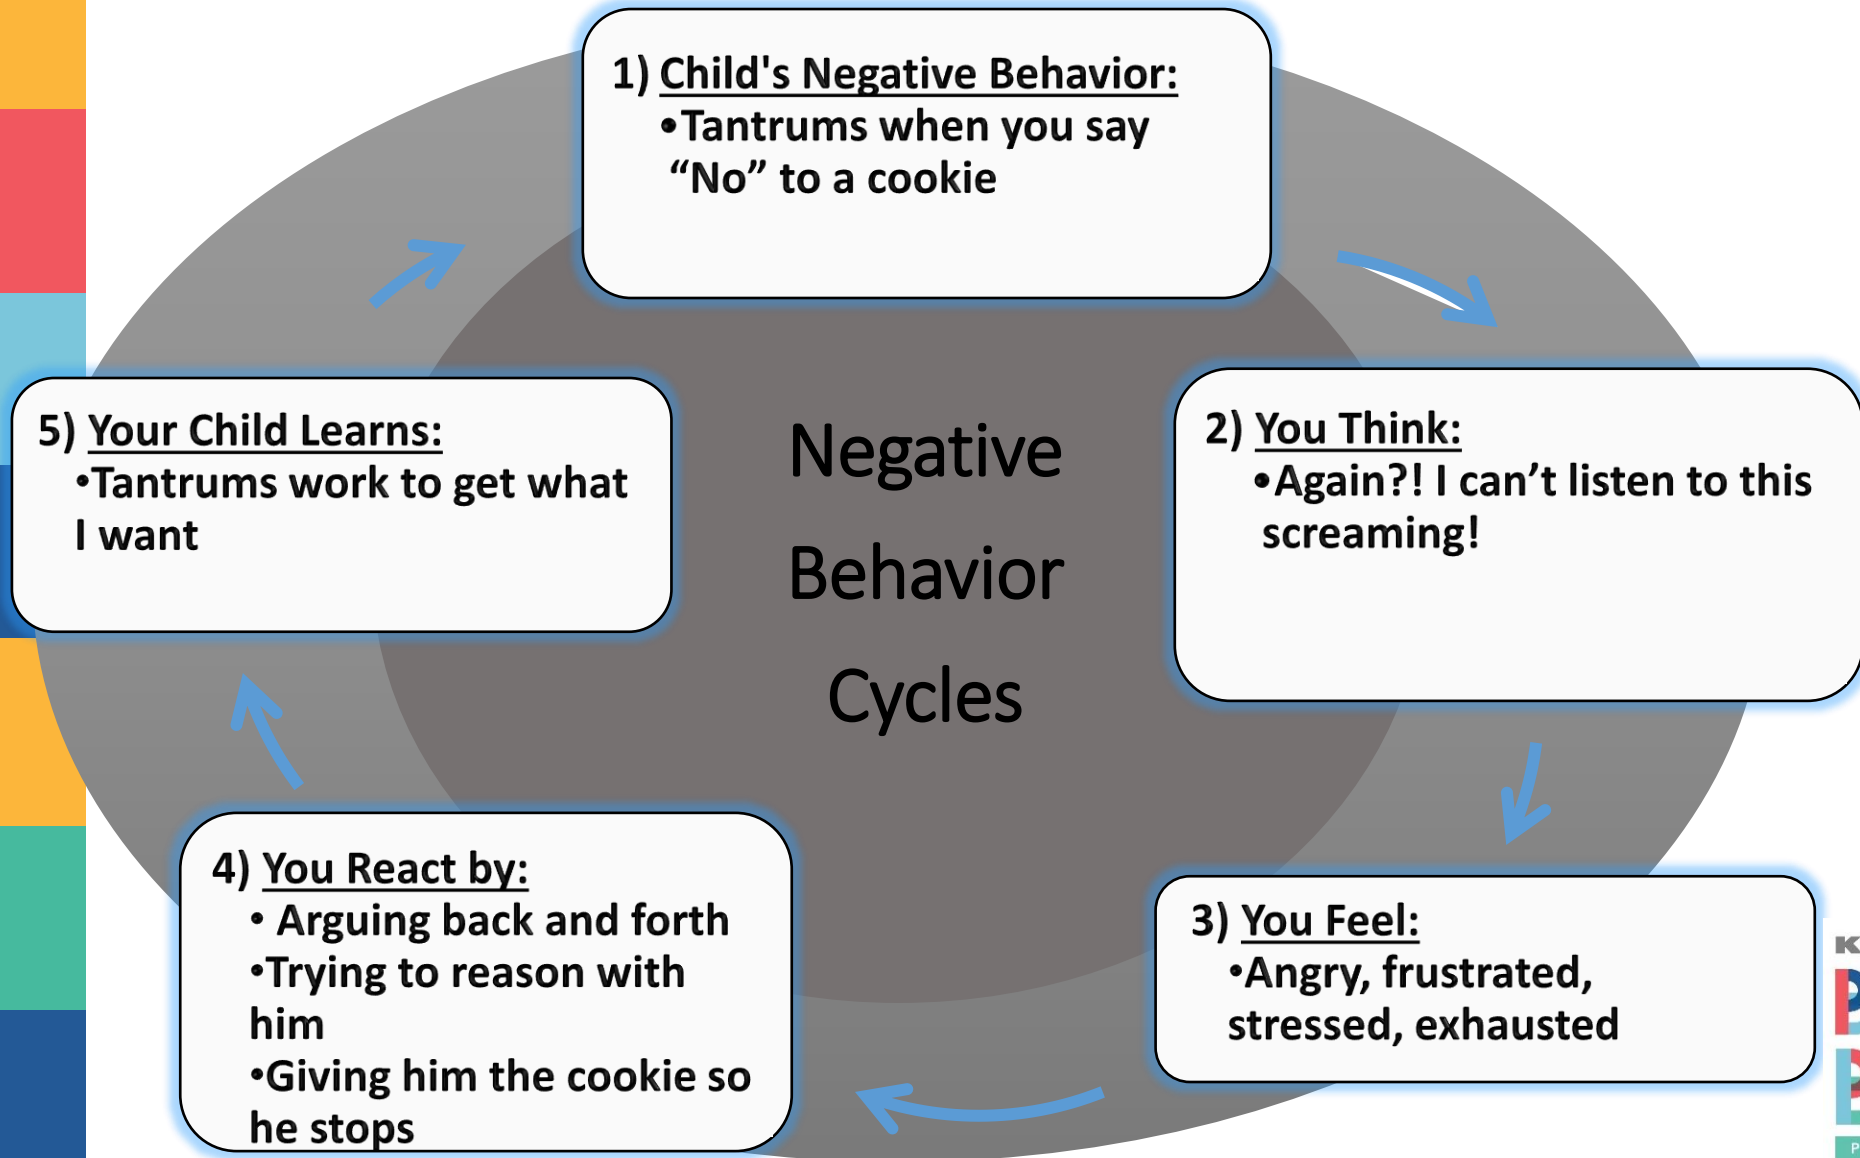 1) Child's Negative Behavior:
•Tantrums when you say
“No” to a cookie
2) You Think:
•Again?! I can’t listen to this
screaming!
3) You Feel:
•Angry, frustrated,
stressed, exhausted
4) You React by:
• Arguing back and forth
•Trying to reason with
him
•Giving him the cookie so
he stops
5) Your Child Learns:
•Tantrums work to get what
I want
Negative
Behavior
Cycles